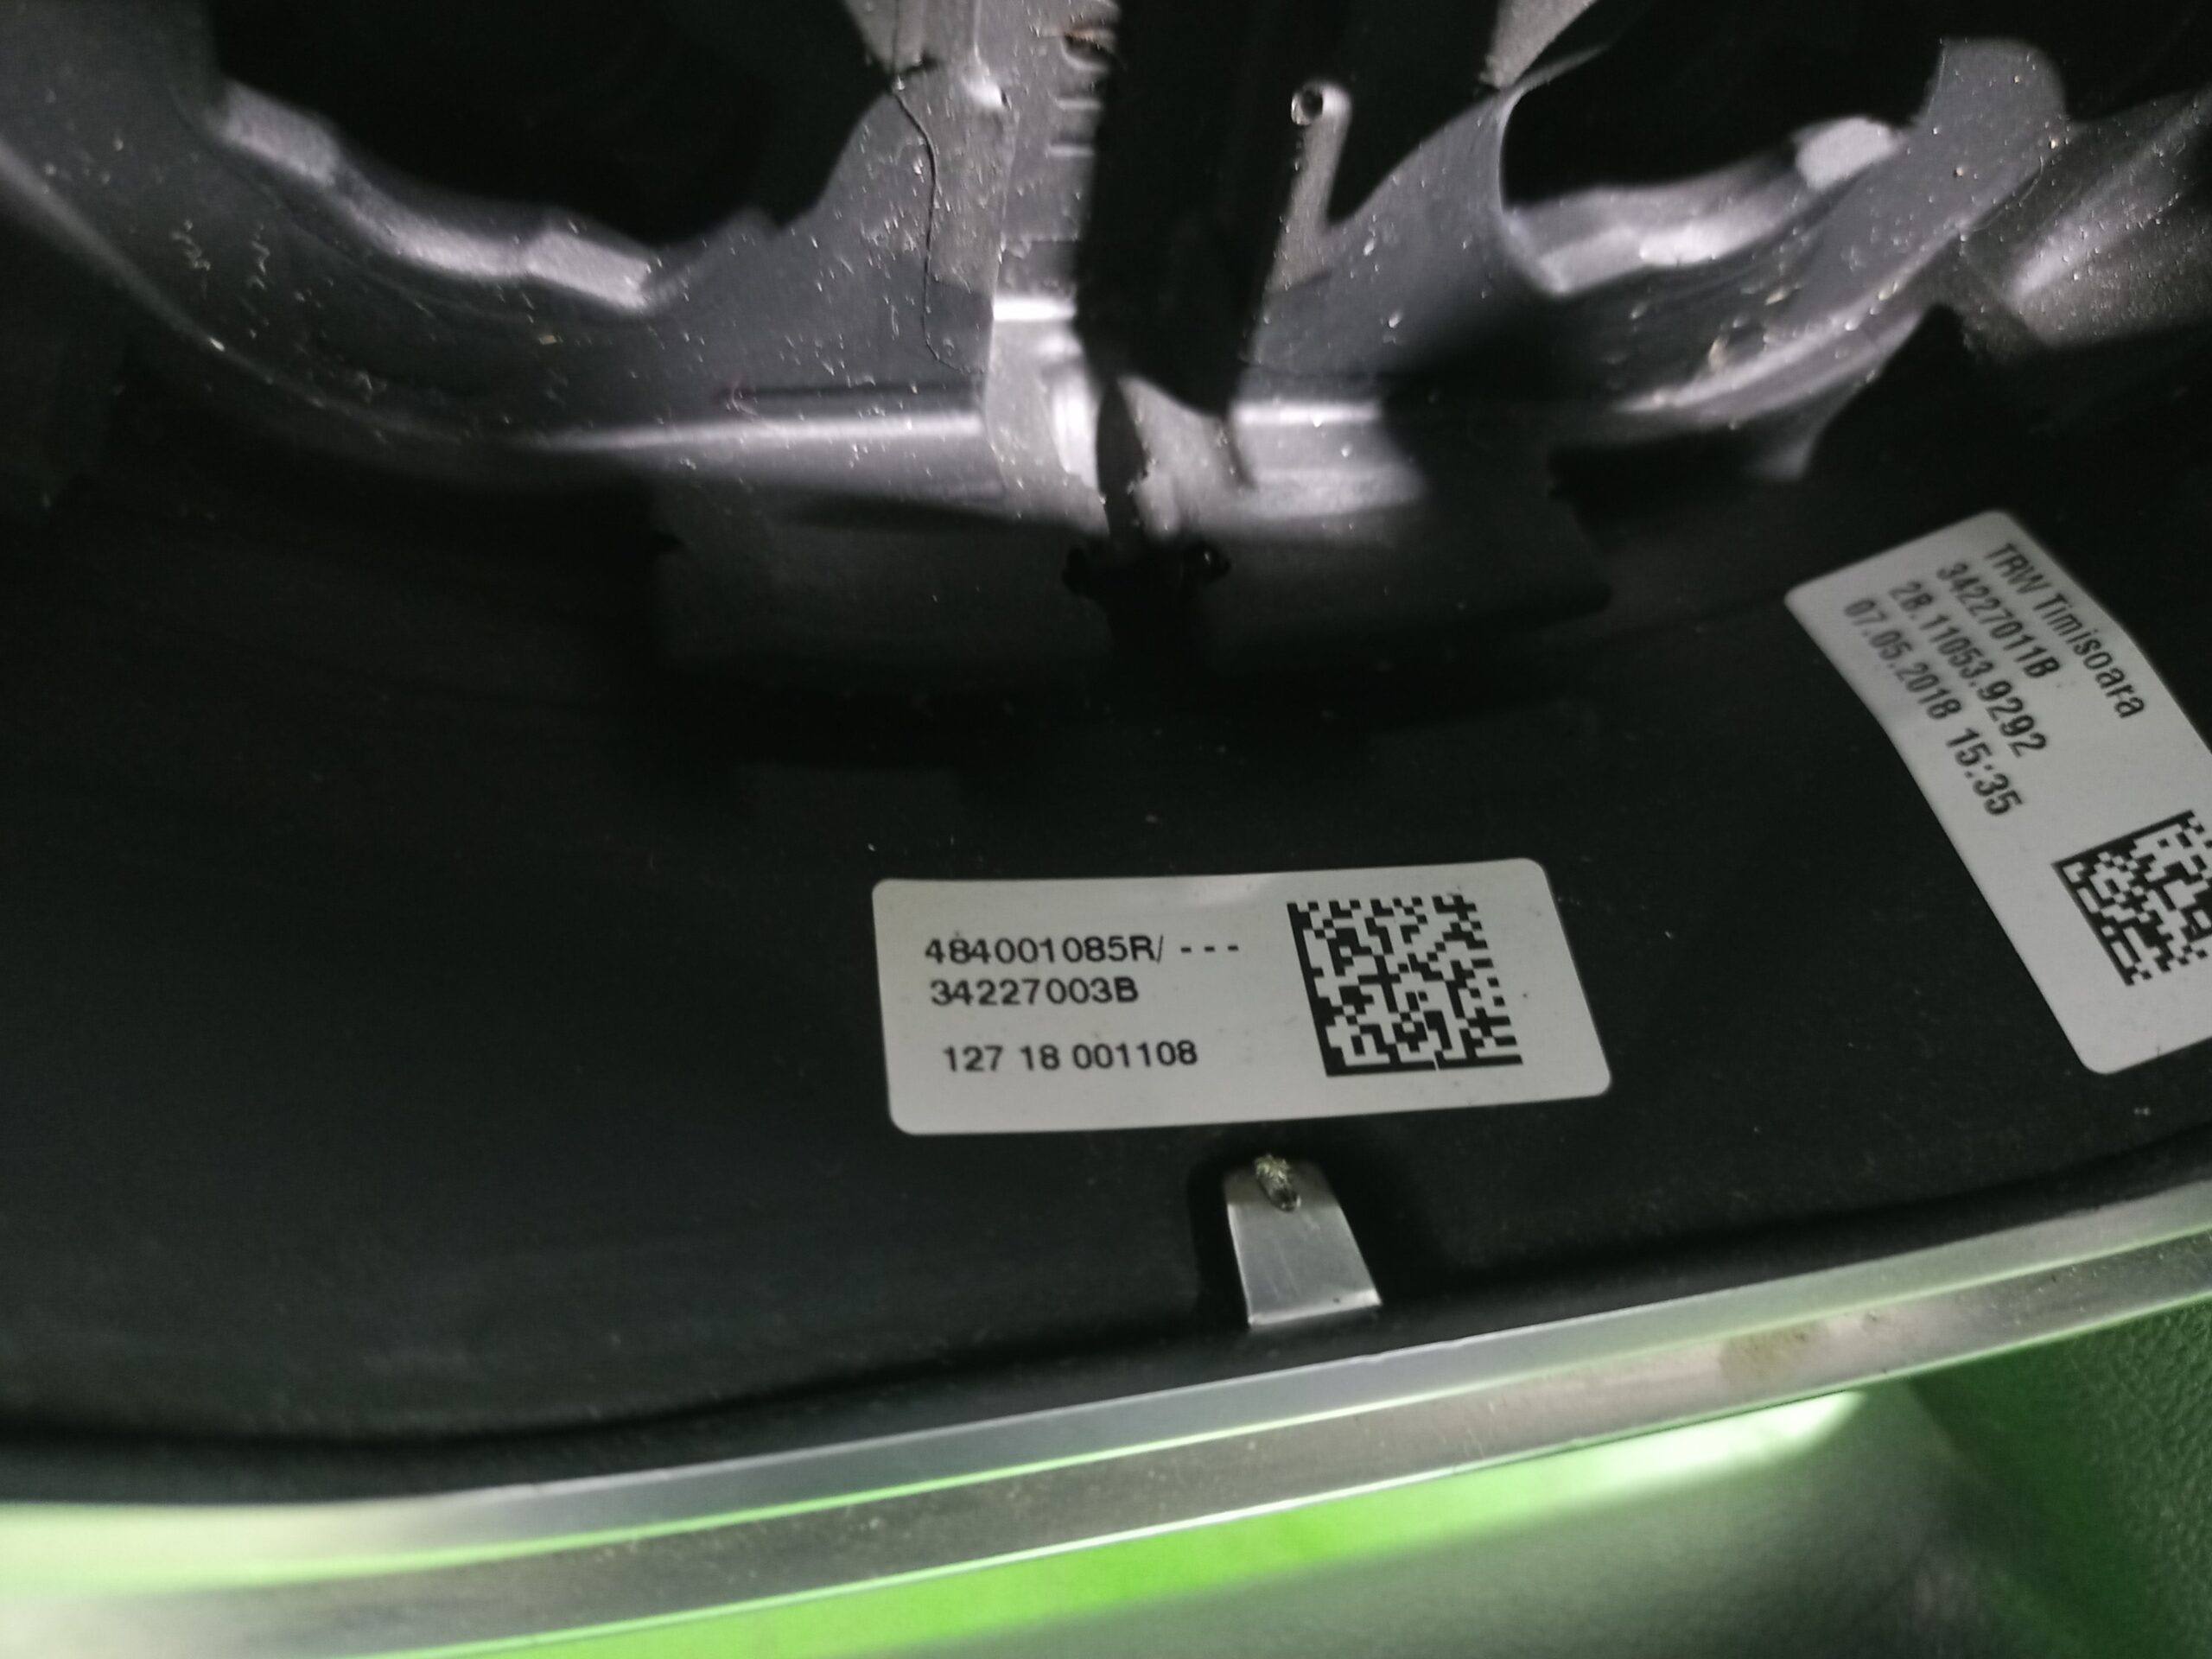 TRW Timisoara
34227011B
28.11053.9292
07.05.2018 15:35
484001085R/ - - -
34227003B
127 18 001108